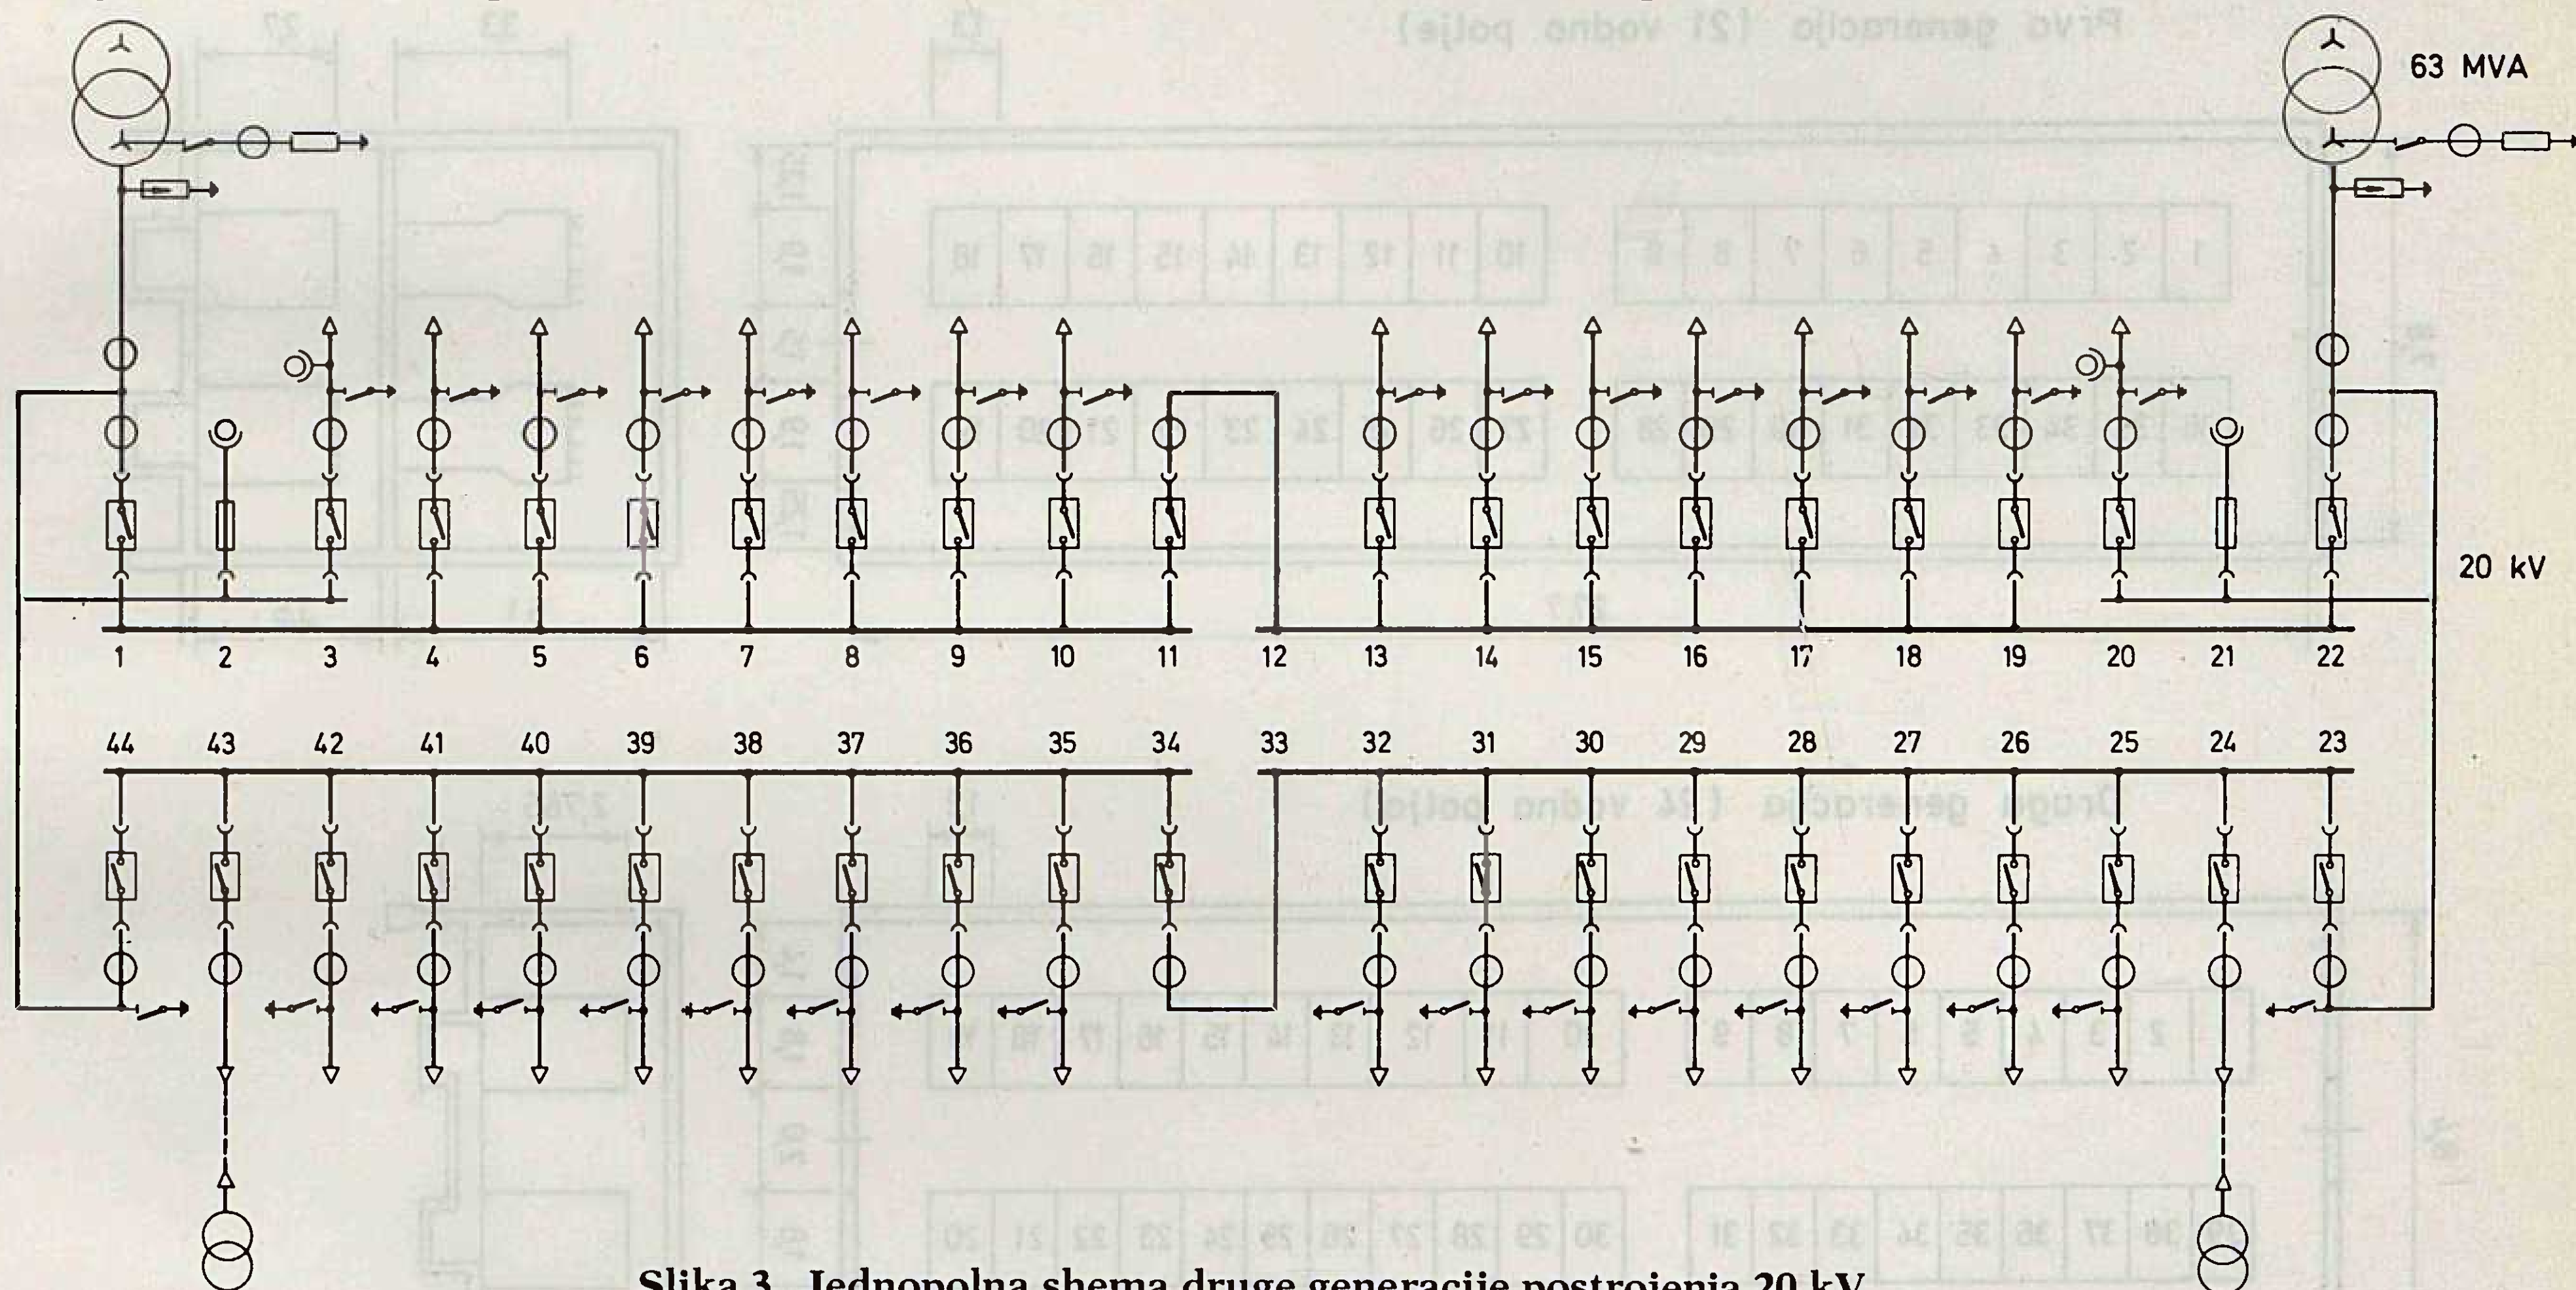 63 MVA
20 kV
1 2 3 4 5 6 7 8 9 10 11 12 13 14 15 16 17 18 19 20 21 22
44 43 42 41 40 39 38 37 36 35 34 33 32 31 30 29 28 27 26 25 24 23
Slika 3. Jednopolna shema druge generacije postrojenja 20 kV